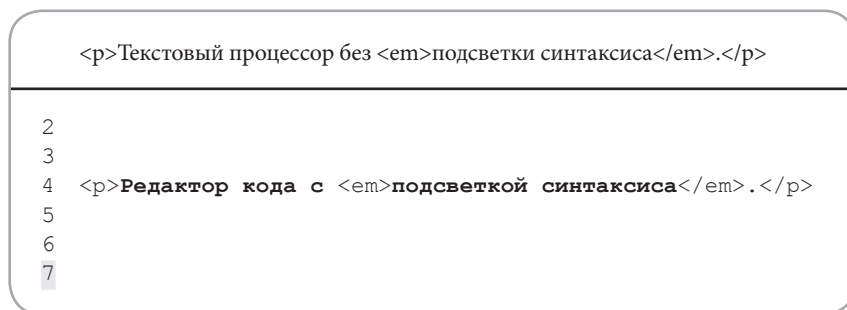 <p>Текстовый процессор без <em>подсветки синтаксиса</em>.</p>
2
3
4 <p>Редактор кода с <em>подсветкой синтаксиса</em>.</p>
5
6
7